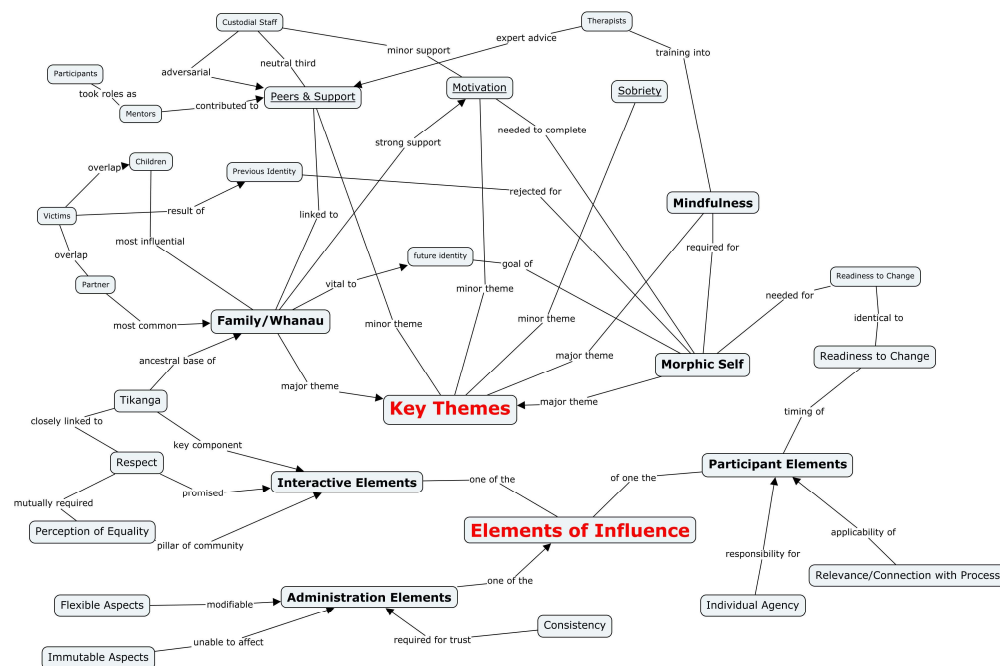 Custodial Staff
Therapists
expert advice
minor support
training into
neutral third
adversarial
Participants
Peers & Support
Motivation
Sobriety
took roles as
Mentors
contributed to
needed to complete
strong support
Children
overlap
Previous Identity
rejected for
Mindfulness
Victims
result of
linked to
most influential
required for
overlap
future identity
goal of
Partner
vital to
minor theme
Readiness to Change
needed for
most common
Family/Whanau
minor theme
minor theme
identical to
ancestral base of
major theme
Readiness to Change
Morphic Self
major theme
Tikanga
Key Themes
major theme
closely linked to
timing of
key component
Respect
Participant Elements
Interactive Elements
one of the
of one the
promised
mutually required
Perception of Equality
pillar of community
Elements of Influence
applicability of
responsibility for
Relevance/Connection with Process
one of the
Flexible Aspects
modifiable
Administration Elements
Individual Agency
Consistency
unable to affect
required for trust
Immutable Aspects